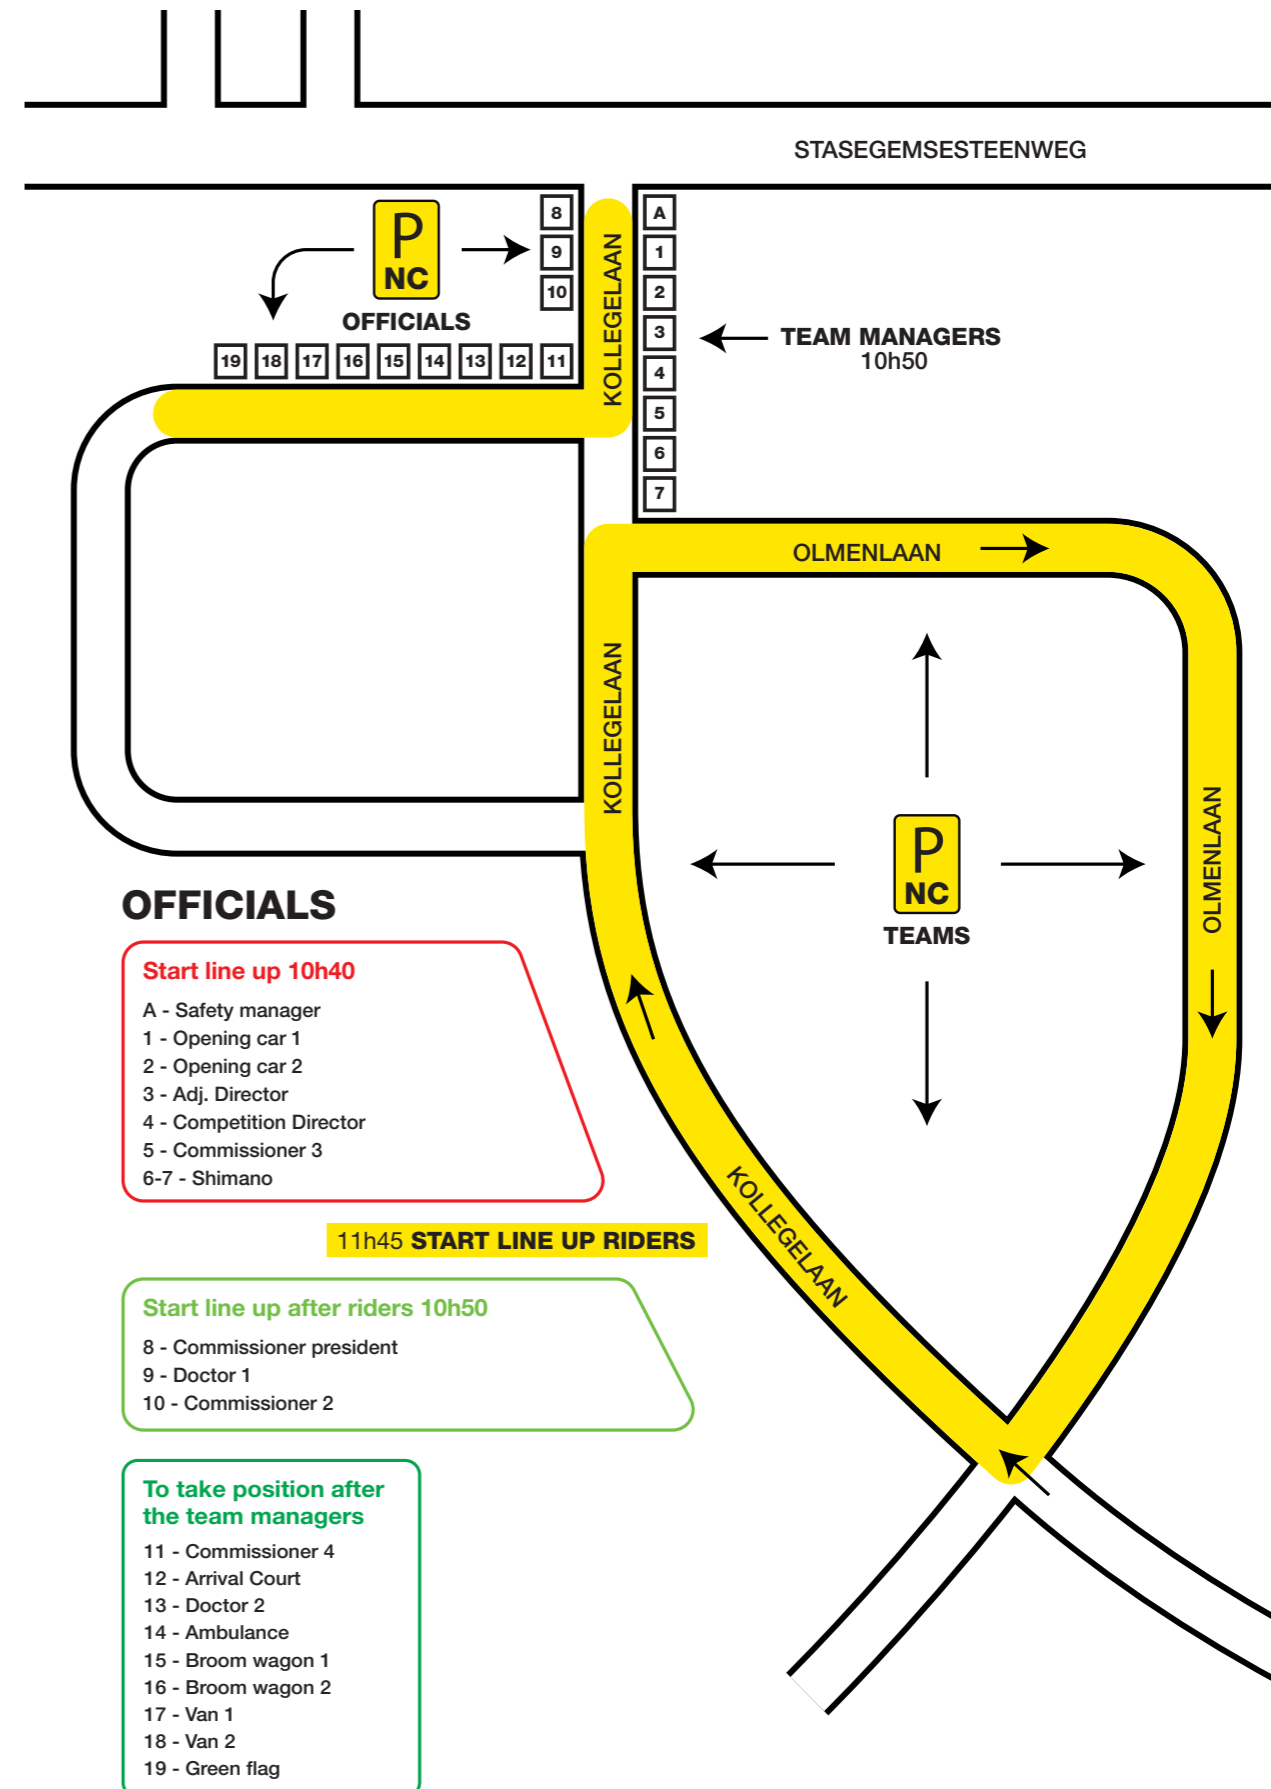 STASEGEMSESTEENWEG
P
NC
OFFICIALS
8
9
10
19 18 17 16 15 14 13 12 11
KOLLEGELAAN
A
1
2
3
4
5
6
7
TEAM MANAGERS
10h50
OLMENLAAN
KOLLEGELAAN
OLMENLAAN
P
NC
TEAMS
KOLLEGELAAN
OFFICIALS
Start line up 10h40
A - Safety manager
1 - Opening car 1
2 - Opening car 2
3 - Adj. Director
4 - Competition Director
5 - Commissioner 3
6-7 - Shimano
11h45 START LINE UP RIDERS
Start line up after riders 10h50
8 - Commissioner president
9 - Doctor 1
10 - Commissioner 2
To take position after
the team managers
11 - Commissioner 4
12 - Arrival Court
13 - Doctor 2
14 - Ambulance
15 - Broom wagon 1
16 - Broom wagon 2
17 - Van 1
18 - Van 2
19 - Green flag